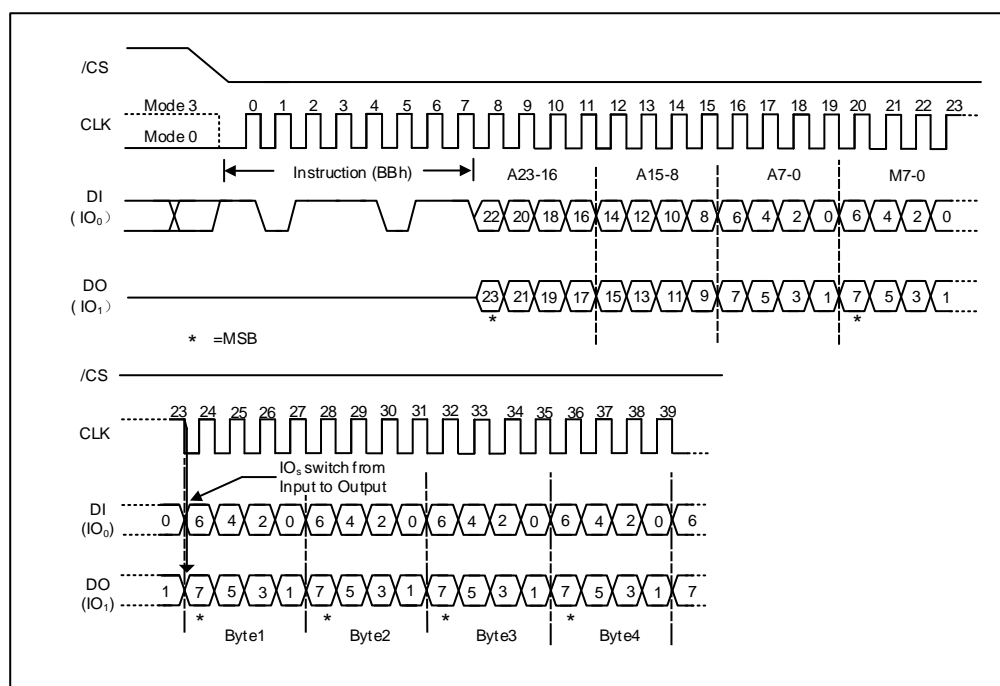 /CS
Mode 3
0 1 2 3 4 5 6 7 8 9 10 11 12 13 14 15 16 17 18 19 20 21 22 23
CLK
Mode 0
Instruction (BBh) A23-16 A15-8 A7-0 M7-0
DI
( IO0)
22 20 18 16 14 12 10 8 6 4 2 0 6 4 2 0
DO
( IO1)
23 21 19 17 15 13 11 9 7 5 3 1 7 5 3 1
* *
* =MSB
/CS
23 24 25 26 27 28 29 30 31 32 33 34 35 36 37 38 39
CLK
IOs switch from
Input to Output
DI
(IO0)
0 6 4 2 0 6 4 2 0 6 4 2 0 6 4 2 0 6
DO
(IO1)
1 7 5 3 1 7 5 3 1 7 5 3 1 7 5 3 1 7
* * * *
Byte1 Byte2 Byte3 Byte4